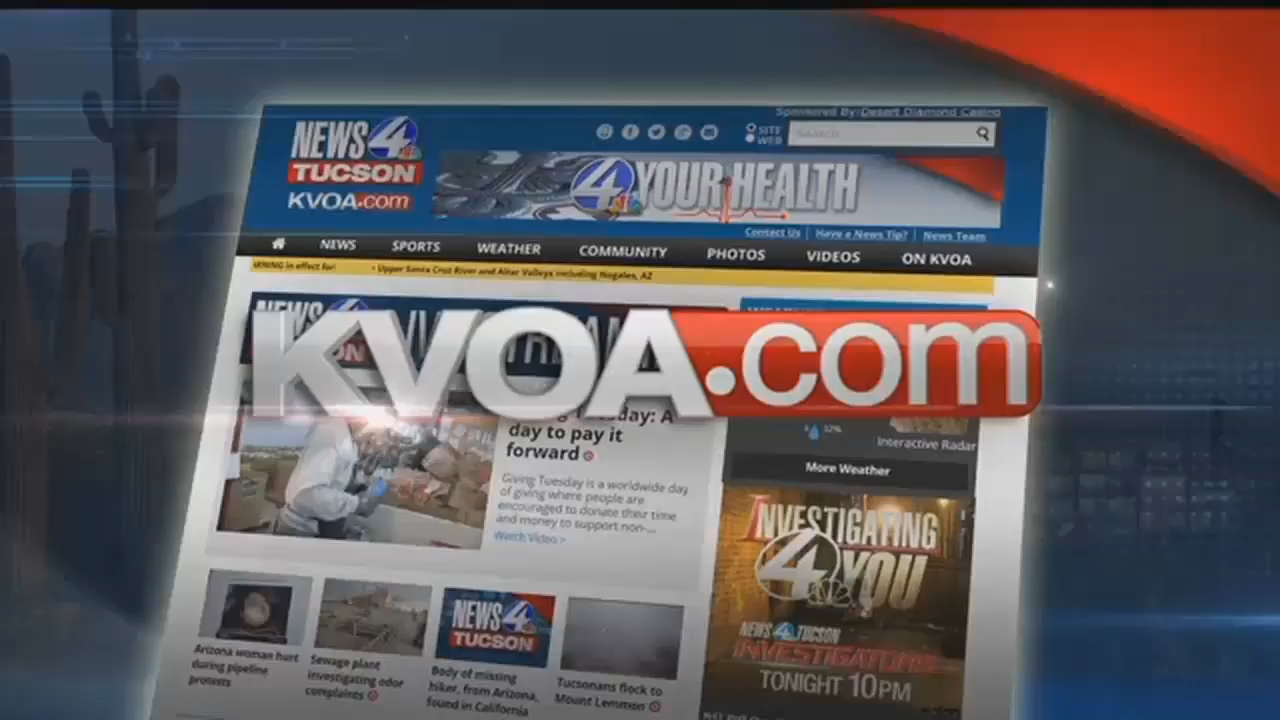 Sponsored By: Desert Diamond Casino
NEWS 4
TUCSON
KVOA.com
SITE
WEB
Search
4 YOUR HEALTH
Contact Us | Have a News Tip? | News Team
NEWS SPORTS WEATHER COMMUNITY PHOTOS VIDEOS ON KVOA
in effect for: • Upper Santa Cruz River and Altar Valleys including Nogales, AZ
NEWS
KVOA.com
Tuesday: A
day to pay it
forward
Giving Tuesday is a worldwide day
of giving where people are
encouraged to donate their time
and money to support non-...
Watch Video >
32%
Interactive Radar
More Weather
INVESTIGATING
4 YOU
NEWS 4 TUCSON
INVESTIGATORS
TONIGHT 10PM
NEWS 4
TUCSON
Arizona woman hurt
during pipeline
protests
Sewage plant
investigating odor
complaints
Body of missing
hiker, from Arizona,
found in California
Tucsonans flock to
Mount Lemmon